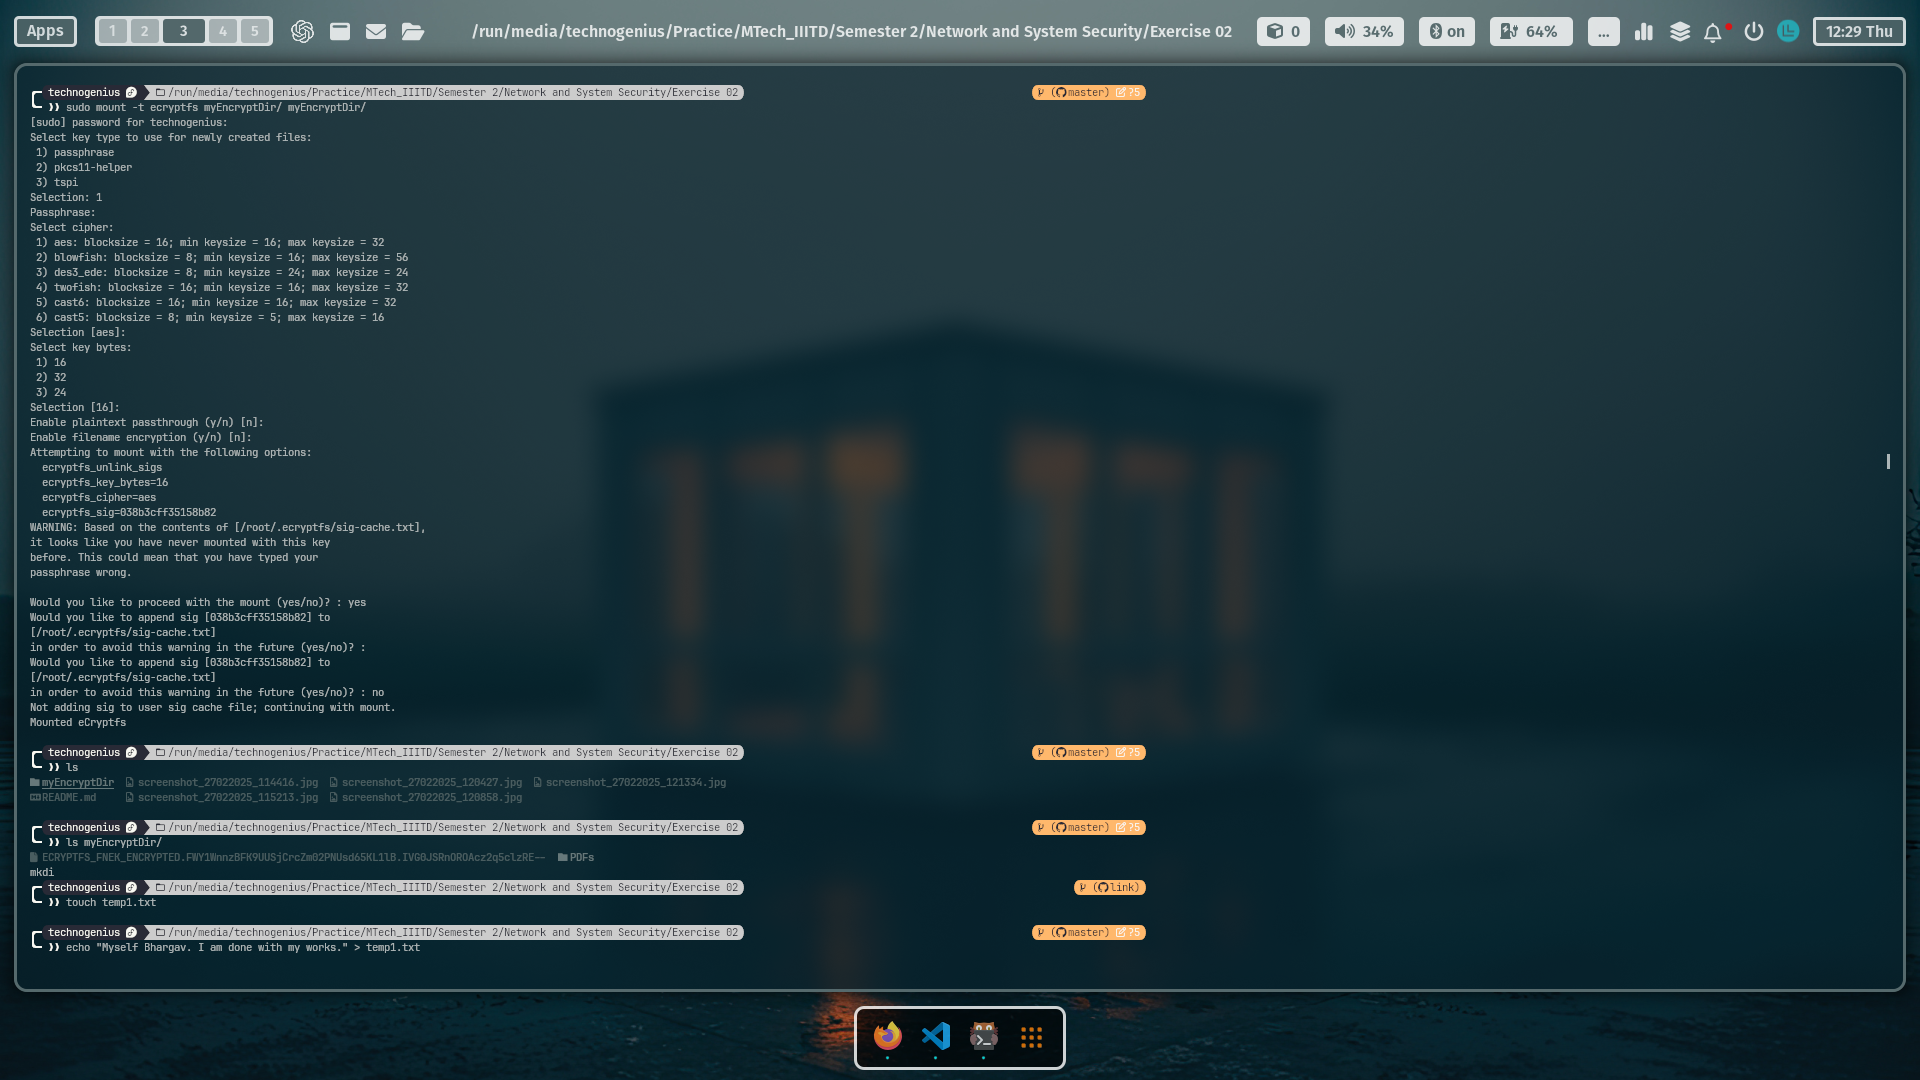 Apps 1 2 3 4 5 /run/media/technogenius/Practice/MTech_IIITD/Semester 2/Network and System Security/Exercise 02 0 34% on 64% ... 12:29 Thu
technogenius /run/media/technogenius/Practice/MTech_IIITD/Semester 2/Network and System Security/Exercise 02 (master) ?5
❱❱ sudo mount -t ecryptfs myEncryptDir/ myEncryptDir/
[sudo] password for technogenius:
Select key type to use for newly created files:
1) passphrase
2) pkcs11-helper
3) tspi
Selection: 1
Passphrase:
Select cipher:
1) aes: blocksize = 16; min keysize = 16; max keysize = 32
2) blowfish: blocksize = 8; min keysize = 16; max keysize = 56
3) des3_ede: blocksize = 8; min keysize = 24; max keysize = 24
4) twofish: blocksize = 16; min keysize = 16; max keysize = 32
5) cast6: blocksize = 16; min keysize = 16; max keysize = 32
6) cast5: blocksize = 8; min keysize = 5; max keysize = 16
Selection [aes]:
Select key bytes:
1) 16
2) 32
3) 24
Selection [16]:
Enable plaintext passthrough (y/n) [n]:
Enable filename encryption (y/n) [n]:
Attempting to mount with the following options:
ecryptfs_unlink_sigs
ecryptfs_key_bytes=16
ecryptfs_cipher=aes
ecryptfs_sig=038b3cff35158b82
WARNING: Based on the contents of [/root/.ecryptfs/sig-cache.txt],
it looks like you have never mounted with this key
before. This could mean that you have typed your
passphrase wrong.
Would you like to proceed with the mount (yes/no)? : yes
Would you like to append sig [038b3cff35158b82] to
[/root/.ecryptfs/sig-cache.txt]
in order to avoid this warning in the future (yes/no)? :
Would you like to append sig [038b3cff35158b82] to
[/root/.ecryptfs/sig-cache.txt]
in order to avoid this warning in the future (yes/no)? : no
Not adding sig to user sig cache file; continuing with mount.
Mounted eCryptfs
technogenius /run/media/technogenius/Practice/MTech_IIITD/Semester 2/Network and System Security/Exercise 02 (master) ?5
❱❱ ls
myEncryptDir screenshot_27022025_114416.jpg screenshot_27022025_120427.jpg screenshot_27022025_121334.jpg
README.md screenshot_27022025_115213.jpg screenshot_27022025_120858.jpg
technogenius /run/media/technogenius/Practice/MTech_IIITD/Semester 2/Network and System Security/Exercise 02 (master) ?5
❱❱ ls myEncryptDir/
PDFs
mkdi
technogenius /run/media/technogenius/Practice/MTech_IIITD/Semester 2/Network and System Security/Exercise 02 (link)
❱❱ touch temp1.txt
technogenius /run/media/technogenius/Practice/MTech_IIITD/Semester 2/Network and System Security/Exercise 02 (master) ?5
❱❱ echo "Myself Bhargav. I am done with my works." > temp1.txt